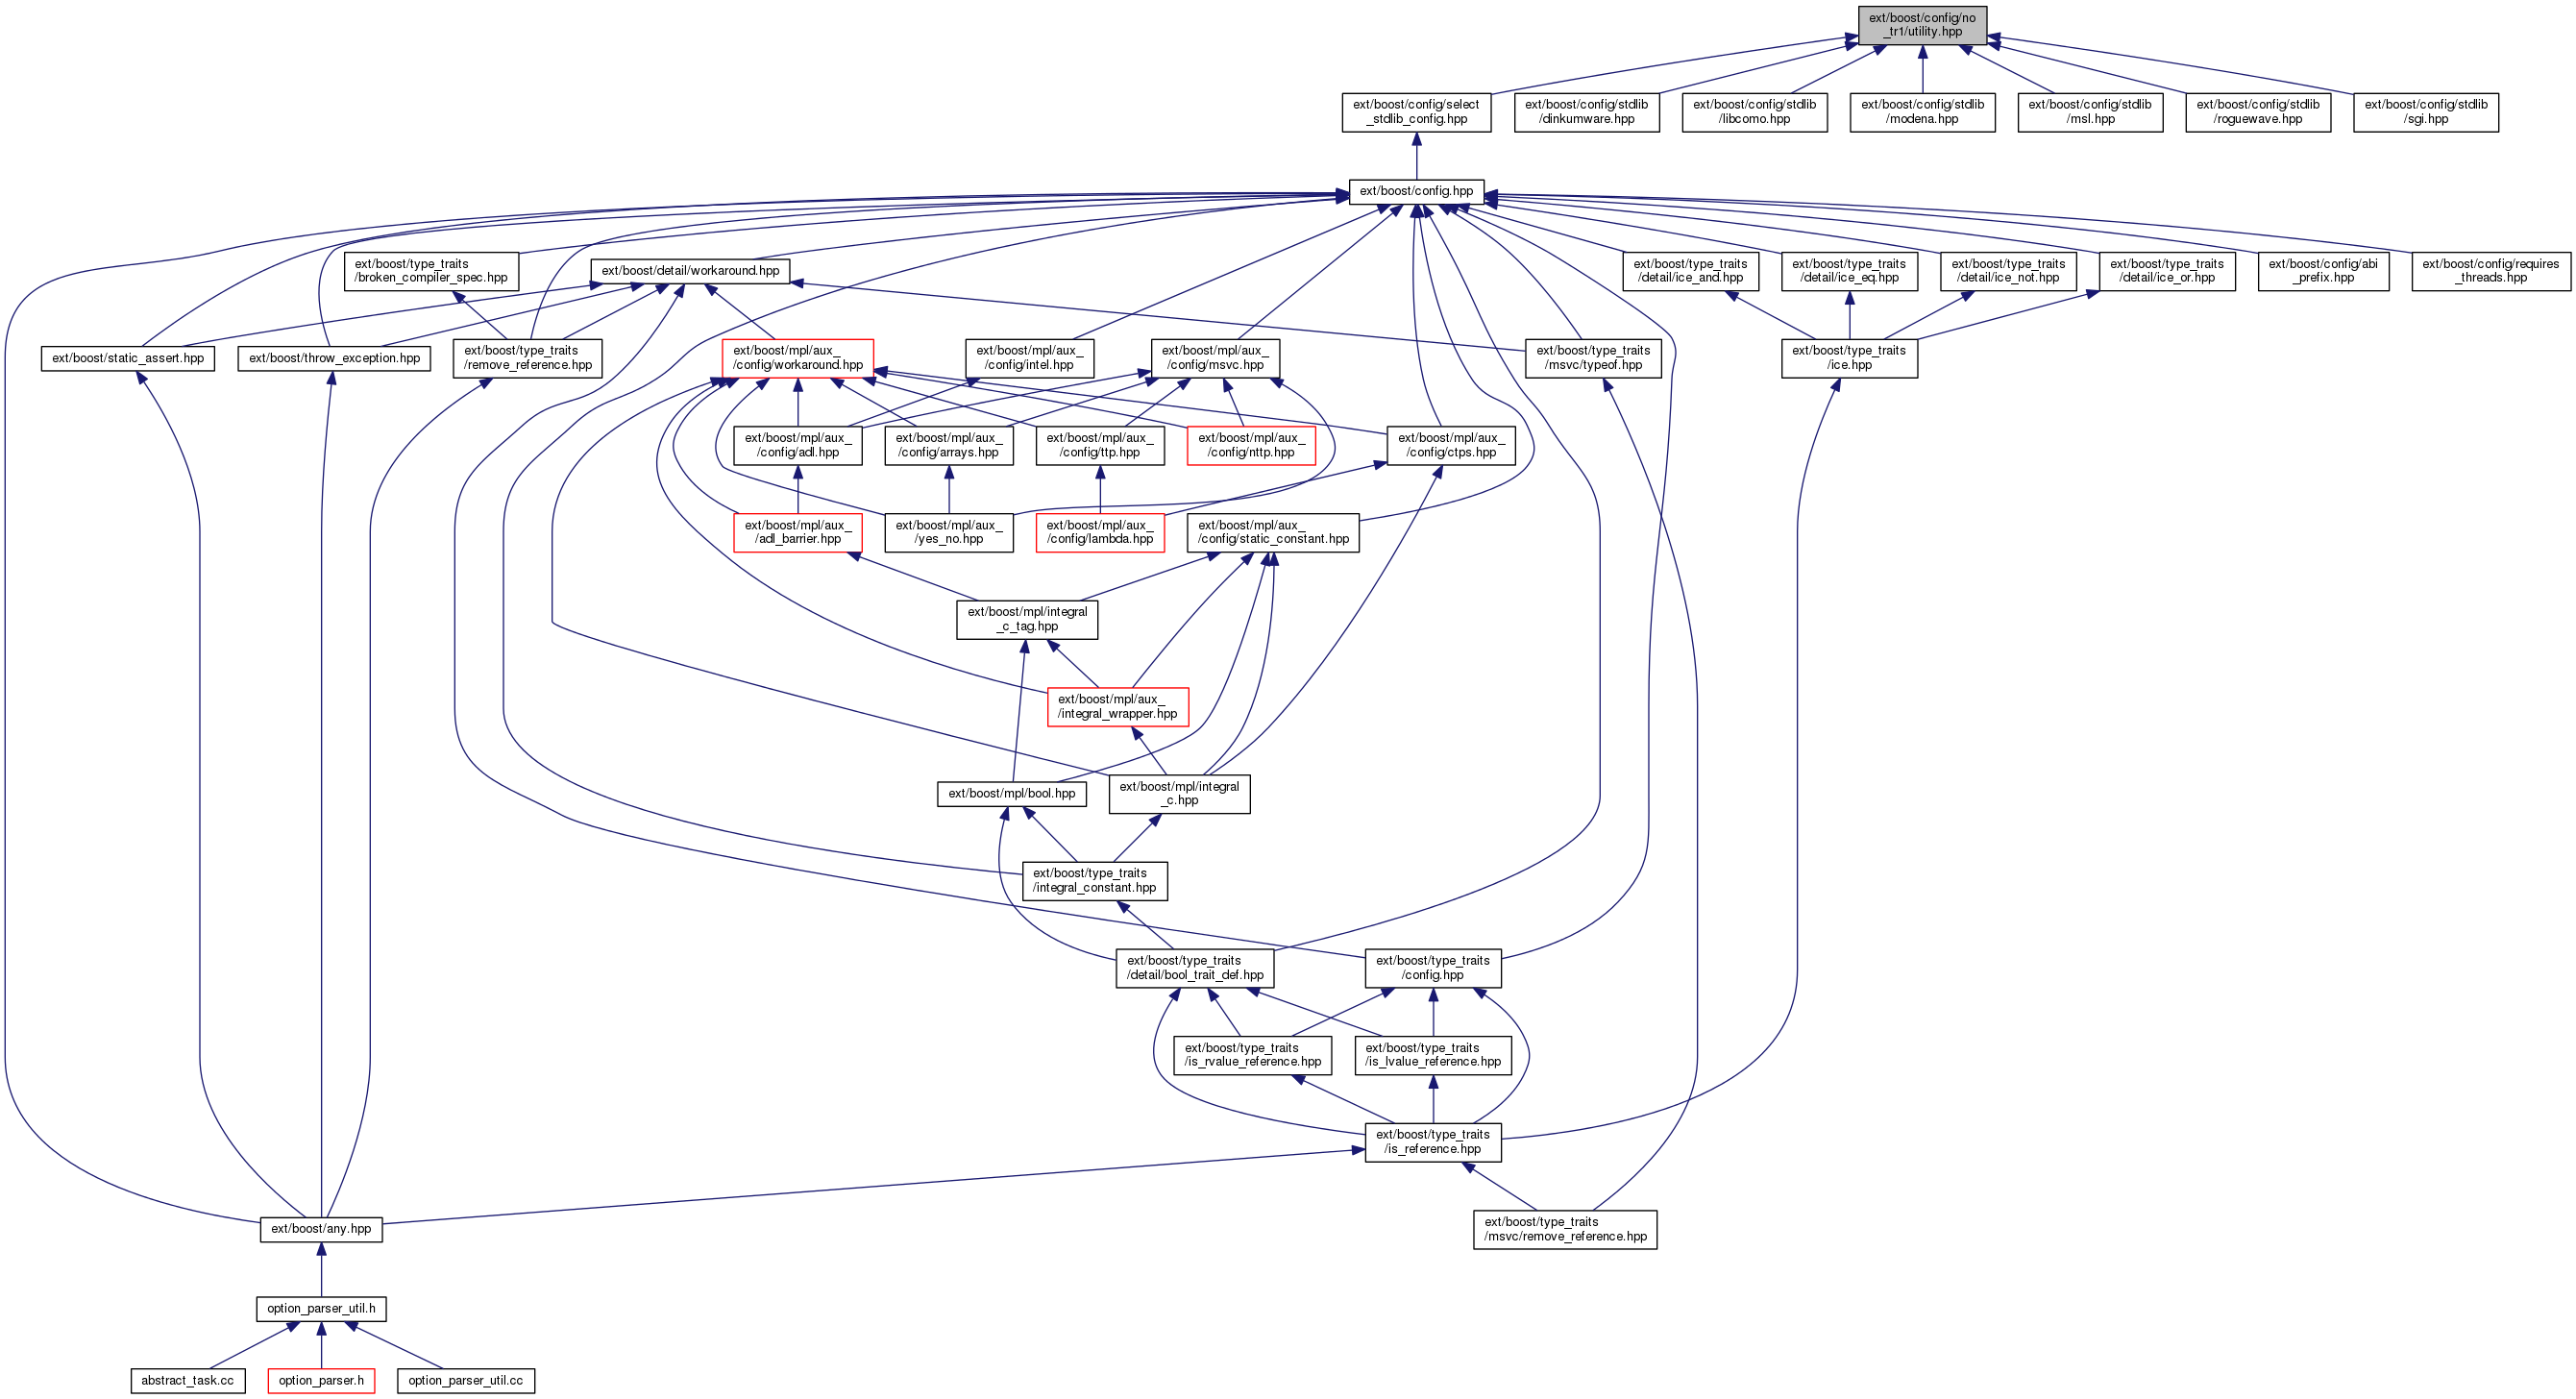 ext/boost/config/no
_tr1/utility.hpp
ext/boost/config/select
_stdlib_config.hpp
ext/boost/config/stdlib
/dinkumware.hpp
ext/boost/config/stdlib
/libcomo.hpp
ext/boost/config/stdlib
/modena.hpp
ext/boost/config/stdlib
/msl.hpp
ext/boost/config/stdlib
/roguewave.hpp
ext/boost/config/stdlib
/sgi.hpp
ext/boost/config.hpp
ext/boost/type_traits
/broken_compiler_spec.hpp
ext/boost/detail/workaround.hpp
ext/boost/type_traits
/detail/ice_and.hpp
ext/boost/type_traits
/detail/ice_eq.hpp
ext/boost/type_traits
/detail/ice_not.hpp
ext/boost/type_traits
/detail/ice_or.hpp
ext/boost/config/abi
_prefix.hpp
ext/boost/config/requires
_threads.hpp
ext/boost/static_assert.hpp
ext/boost/throw_exception.hpp
ext/boost/type_traits
/remove_reference.hpp
ext/boost/mpl/aux_
/config/workaround.hpp
ext/boost/mpl/aux_
/config/intel.hpp
ext/boost/mpl/aux_
/config/msvc.hpp
ext/boost/type_traits
/msvc/typeof.hpp
ext/boost/type_traits
/ice.hpp
ext/boost/mpl/aux_
/config/adl.hpp
ext/boost/mpl/aux_
/config/arrays.hpp
ext/boost/mpl/aux_
/config/ttp.hpp
ext/boost/mpl/aux_
/config/nttp.hpp
ext/boost/mpl/aux_
/config/ctps.hpp
ext/boost/mpl/aux_
/adl_barrier.hpp
ext/boost/mpl/aux_
/yes_no.hpp
ext/boost/mpl/aux_
/config/lambda.hpp
ext/boost/mpl/aux_
/config/static_constant.hpp
ext/boost/mpl/integral
_c_tag.hpp
ext/boost/mpl/aux_
/integral_wrapper.hpp
ext/boost/mpl/bool.hpp
ext/boost/mpl/integral
_c.hpp
ext/boost/type_traits
/integral_constant.hpp
ext/boost/type_traits
/detail/bool_trait_def.hpp
ext/boost/type_traits
/config.hpp
ext/boost/type_traits
/is_rvalue_reference.hpp
ext/boost/type_traits
/is_lvalue_reference.hpp
ext/boost/type_traits
/is_reference.hpp
ext/boost/any.hpp
ext/boost/type_traits
/msvc/remove_reference.hpp
option_parser_util.h
abstract_task.cc
option_parser.h
option_parser_util.cc